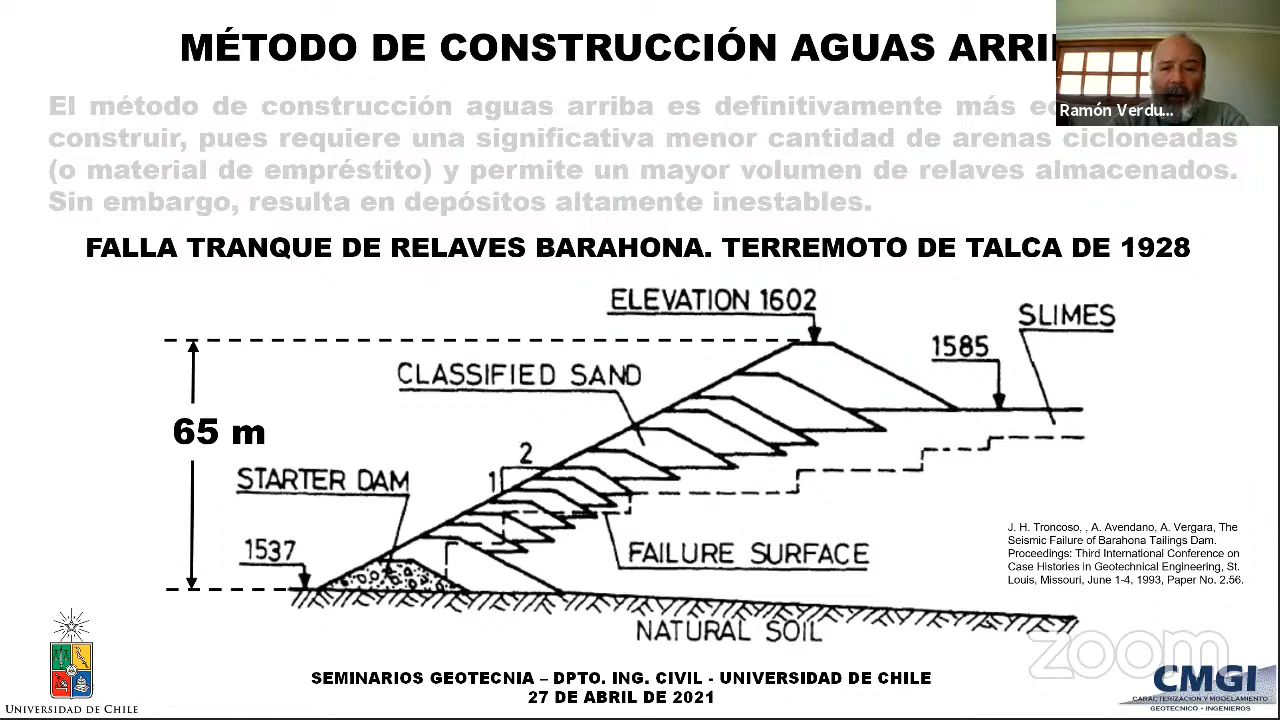 MÉTODO DE CONSTRUCCIÓN AGUAS
Ramón Verdu...
El método de construcción aguas arriba es definitivamente más
construir, pues requiere una significativa menor cantidad de arenas cicloneadas
(o material de empréstito) y permite un mayor volumen de relaves almacenados.
Sin embargo, resulta en depósitos altamente inestables.
FALLA TRANQUE DE RELAVES BARAHONA. TERREMOTO DE TALCA DE 1928
ELEVATION 1602
SLIMES
1585
CLASSIFIED SAND
65 m
2
1
STARTER DAM
1537
FAILURE SURFACE
NATURAL SOIL
J. H. Troncoso, . A. Avendano, A. Vergara, The
Seismic Failure of Barahona Tailings Dam.
Proceedings: Third International Conference on
Case Histories in Geotechnical Engineering, St.
Louis, Missouri, June 1-4, 1993, Paper No. 2.56.
zoom
SEMINARIOS GEOTECNIA – DPTO. ING. CIVIL - UNIVERSIDAD DE CHILE
27 DE ABRIL DE 2021
UNIVERSIDAD DE CHILE
CMGI
CARACTERIZACIÓN Y MODELAMIENTO
GEOTECNICO - INGENIEROS